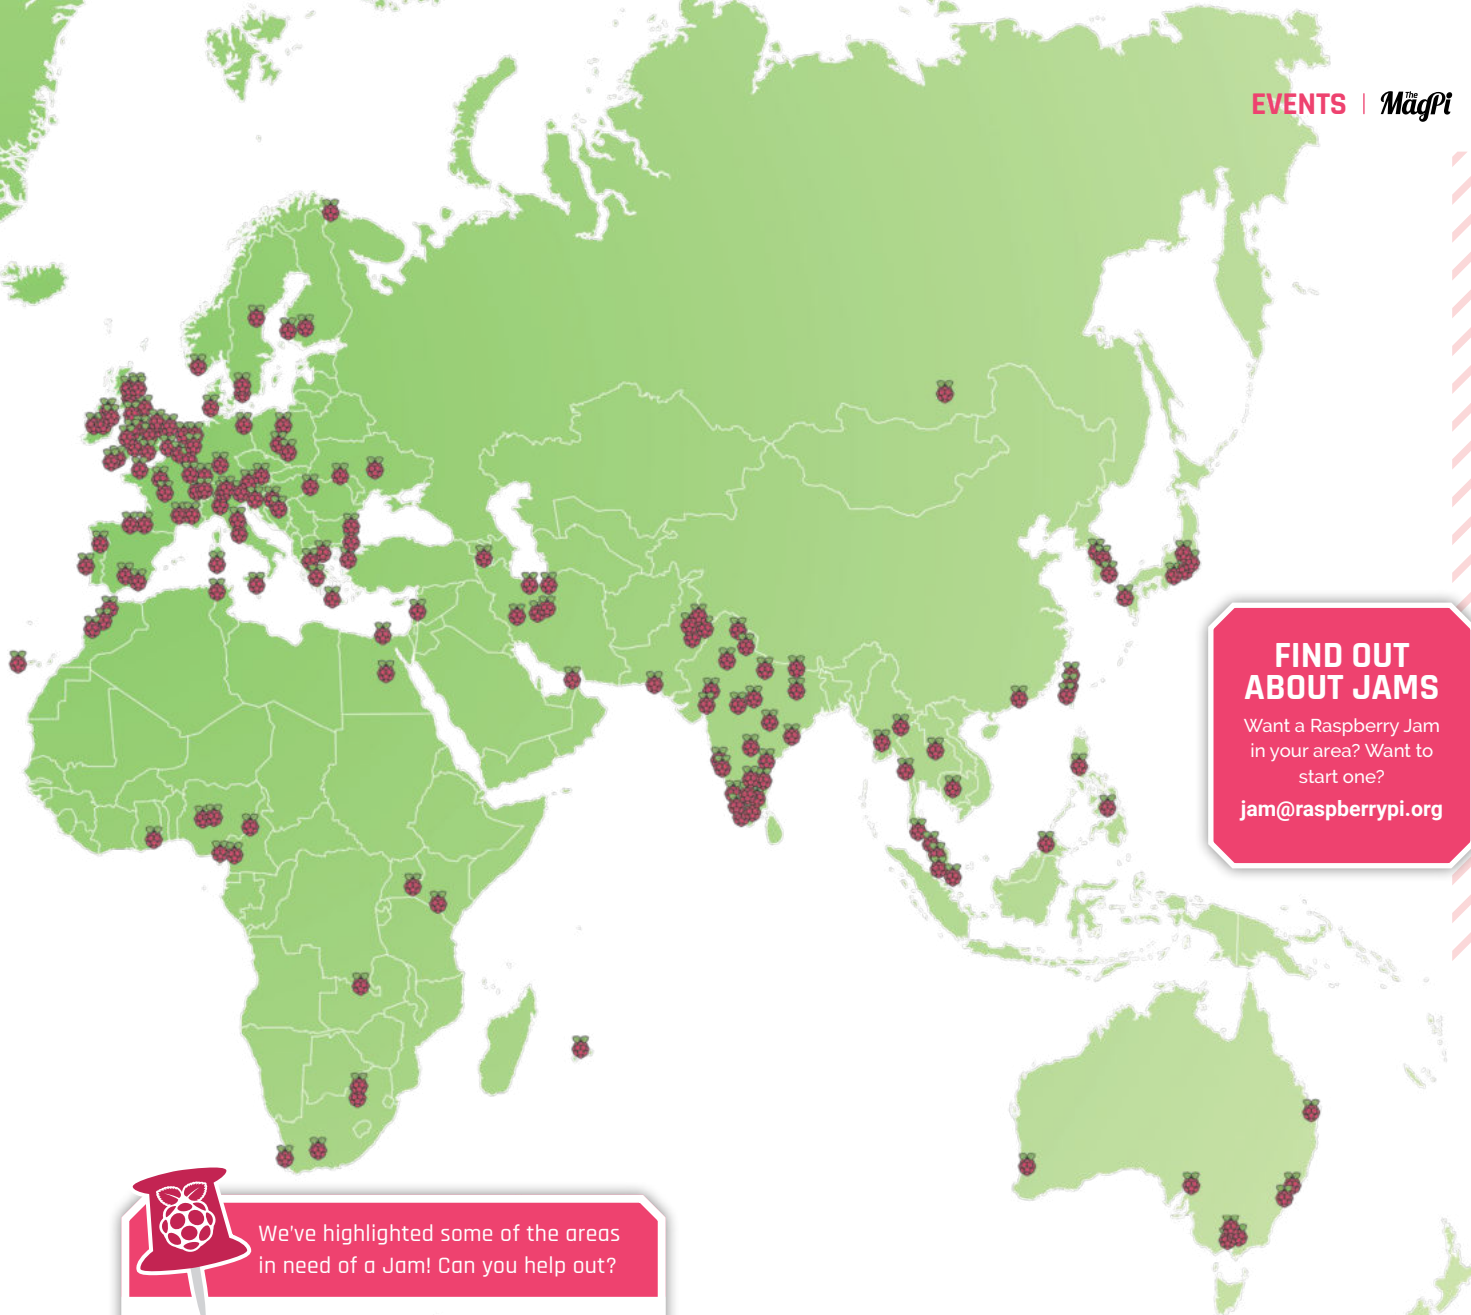 EVENTS | The MagPi
FIND OUT
ABOUT JAMS
Want a Raspberry Jam
in your area? Want to
start one?
jam@raspberrypi.org
We've highlighted some of the areas
in need of a Jam! Can you help out?